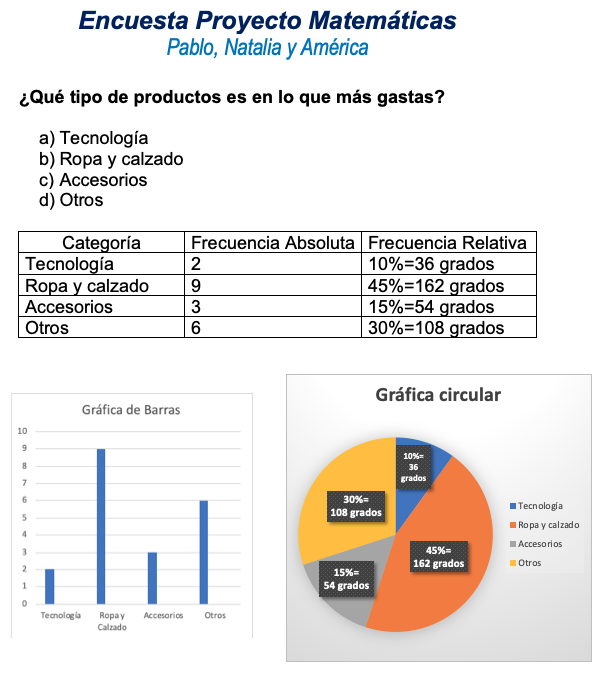 Encuesta Proyecto Matemáticas
Pablo, Natalia y América
¿Qué tipo de productos es en lo que más gastas?
a) Tecnología
b) Ropa y calzado
c) Accesorios
d) Otros
Categoría Frecuencia Absoluta Frecuencia Relativa
Tecnología 2 10%=36 grados
Ropa y calzado 9 45%=162 grados
Accesorios 3 15%=54 grados
Otros 6 30%=108 grados
Gráfica de Barras
10
9
8
7
6
5
4
3
2
1
0
Tecnología Ropa y Accesorios Otros
Calzado
Gráfica circular
10%=
36
grados
30%=
108 grados
45%=
162 grados
15%=
54 grados
Tecnología
Ropa y calzado
Accesorios
Otros